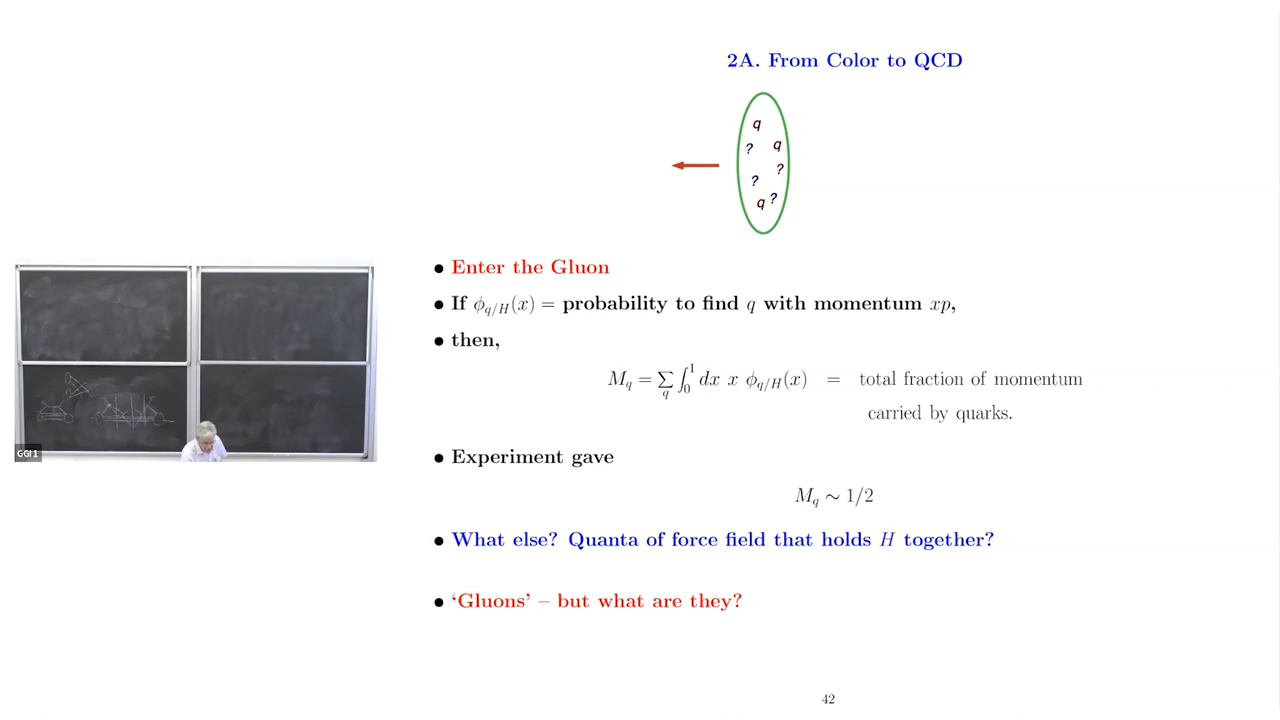 2A. From Color to QCD
q
? q
?
?
q ?
• Enter the Gluon
• If ϕ_{q/H}(x) = probability to find q with momentum xp,
• then,
M_q = ∑_q ∫_0^1 dx x ϕ_{q/H}(x) = total fraction of momentum
carried by quarks.
GGI 1
• Experiment gave
M_q ∼ 1/2
• What else? Quanta of force field that holds H together?
• ‘Gluons’ – but what are they?
42